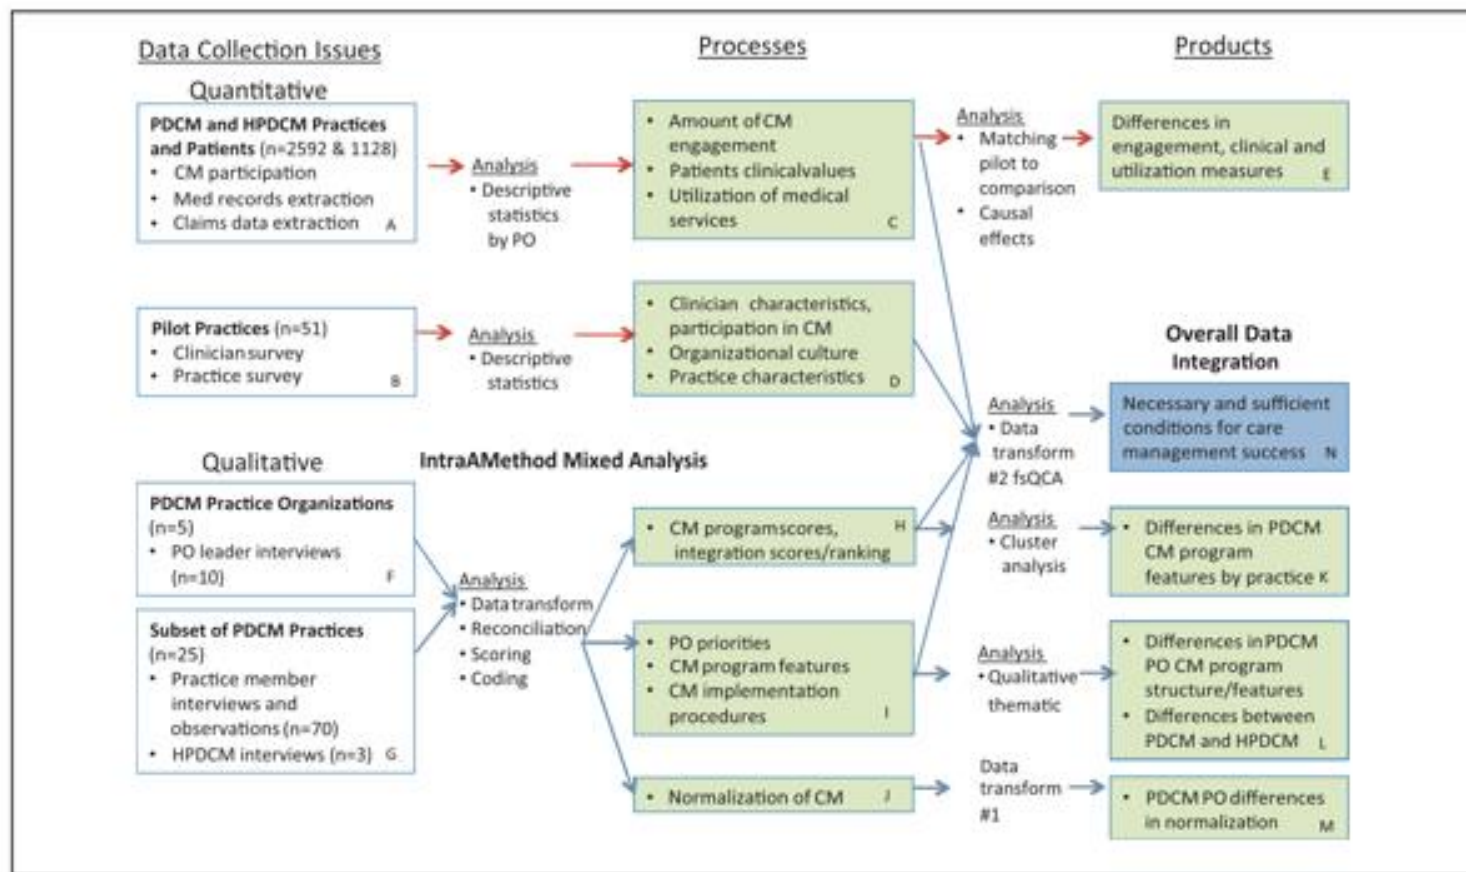 Data Collection Issues
Processes
Products
Quantitative
PDCM and HPDCM Practices
and Patients (n=2592 & 1128)
• CM participation
• Med records extraction
• Claims data extraction A
Analysis
• Descriptive
statistics
by PO
• Amount of CM
engagement
• Patients clinicalvalues
• Utilization of medical
services C
Analysis
• Matching
pilot to
comparison
• Causal
effects
Differences in
engagement, clinical and
utilization measures E
Pilot Practices (n=51)
• Clinician survey
• Practice survey B
Analysis
• Descriptive
statistics
• Clinician characteristics,
participation in CM
• Organizational culture
• Practice characteristics D
Overall Data
Integration
Analysis
• Data
transform
#2 fsQCA
Necessary and sufficient
conditions for care
management success N
Qualitative
IntraAMethod Mixed Analysis
PDCM Practice Organizations
(n=5)
• PO leader interviews
(n=10) F
Subset of PDCM Practices
(n=25)
• Practice member
interviews and
observations (n=70)
• HPDCM interviews (n=3) G
Analysis
• Data transform
• Reconciliation
• Scoring
• Coding
• CM programscores, H
integration scores/ranking
Analysis
• Cluster
analysis
• Differences in PDCM
CM program
features by practice K
• PO priorities
• CM program features
• CM implementation
procedures I
Analysis
• Qualitative
thematic
• Differences in PDCM
PO CM program
structure/features
• Differences between
PDCM and HPDCM L
• Normalization of CM J
Data
transform
#1
• PDCM PO differences
in normalization M